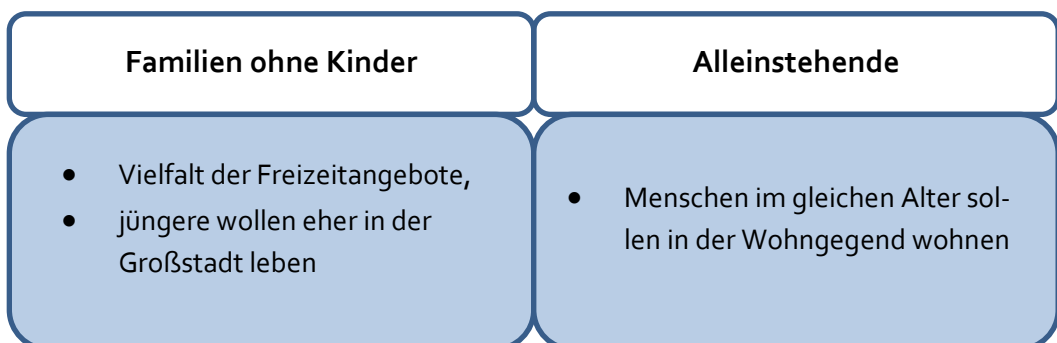 Familien ohne Kinder
Alleinstehende
• Vielfalt der Freizeitangebote,
• jüngere wollen eher in der
Großstadt leben
• Menschen im gleichen Alter sol-
len in der Wohngegend wohnen